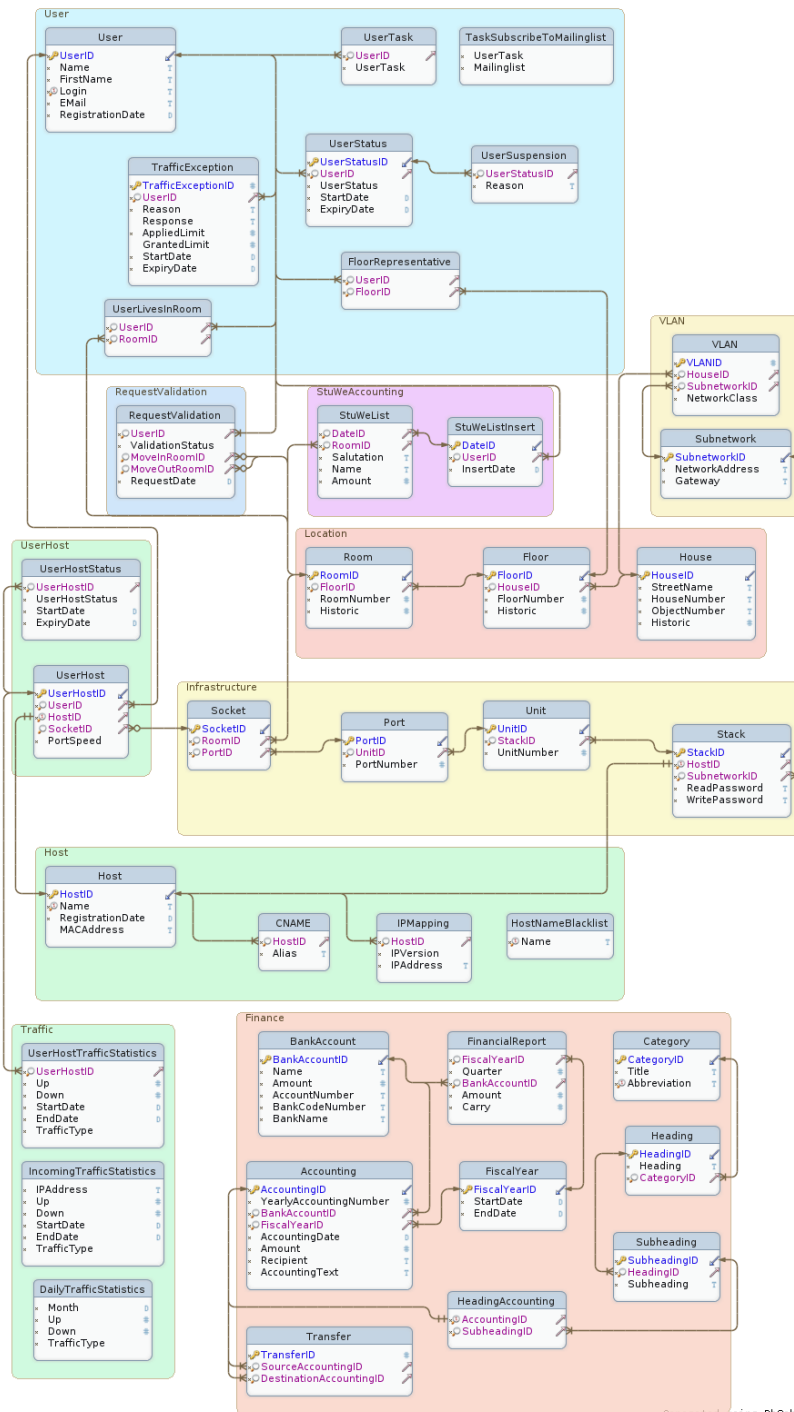 User
User
UserID
Name
FirstName
Login
EMail
RegistrationDate
UserTask
UserID
UserTask
TaskSubscribeToMailinglist
UserTask
Mailinglist
TrafficException
TrafficExceptionID
UserID
Reason
Response
AppliedLimit
GrantedLimit
StartDate
ExpiryDate
UserStatus
UserStatusID
UserID
UserStatus
StartDate
ExpiryDate
UserSuspension
UserStatusID
Reason
FloorRepresentative
UserID
FloorID
UserLivesInRoom
UserID
RoomID
VLAN
VLAN
VLANID
HouseID
SubnetworkID
NetworkClass
Subnetwork
SubnetworkID
NetworkAddress
Gateway
RequestValidation
RequestValidation
UserID
ValidationStatus
MoveInRoomID
MoveOutRoomID
RequestDate
StuWeAccounting
StuWeList
DateID
RoomID
Salutation
Name
Amount
StuWeListInsert
DateID
UserID
InsertDate
Location
Room
RoomID
FloorID
RoomNumber
Historic
Floor
FloorID
HouseID
FloorNumber
Historic
House
HouseID
StreetName
HouseNumber
ObjectNumber
Historic
UserHost
UserHostStatus
UserHostID
UserHostStatus
StartDate
ExpiryDate
UserHost
UserHostID
UserID
HostID
SocketID
PortSpeed
Infrastructure
Socket
SocketID
RoomID
PortID
Port
PortID
UnitID
PortNumber
Unit
UnitID
StackID
UnitNumber
Stack
StackID
HostID
SubnetworkID
ReadPassword
WritePassword
Host
Host
HostID
Name
RegistrationDate
MACAddress
CNAME
HostID
Alias
IPMapping
HostID
IPVersion
IPAddress
HostNameBlacklist
Name
Traffic
UserHostTrafficStatistics
UserHostID
Up
Down
StartDate
EndDate
TrafficType
IncomingTrafficStatistics
IPAddress
Up
Down
StartDate
EndDate
TrafficType
DailyTrafficStatistics
Month
Up
Down
TrafficType
Finance
BankAccount
BankAccountID
Name
Amount
AccountNumber
BankCodeNumber
BankName
FinancialReport
FiscalYearID
Quarter
BankAccountID
Amount
Carry
Category
CategoryID
Title
Abbreviation
Heading
HeadingID
Heading
CategoryID
Accounting
AccountingID
YearlyAccountingNumber
BankAccountID
FiscalYearID
AccountingDate
Amount
Recipient
AccountingText
FiscalYear
FiscalYearID
StartDate
EndDate
Subheading
SubheadingID
HeadingID
Subheading
HeadingAccounting
AccountingID
SubheadingID
Transfer
TransferID
SourceAccountingID
DestinationAccountingID